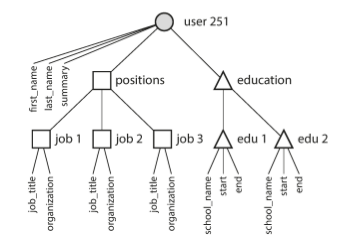 user 251
first_name
last_name
summary
positions
education
job 1
job 2
job 3
edu 1
edu 2
job_title
organization
job_title
organization
job_title
organization
school_name
start
end
school_name
start
end